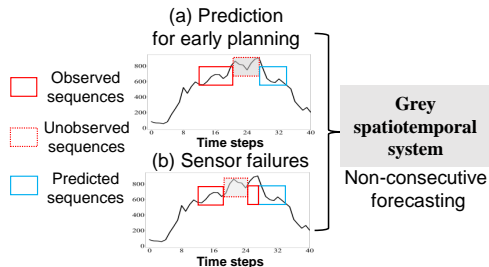 (a) Prediction
for early planning
Observed
sequences
Unobserved
sequences
Predicted
sequences
800
600
400
200
0
0 8 16 24 32 40
Time steps
(b) Sensor failures
800
600
400
200
0
0 8 16 24 32 40
Time steps
Grey
spatiotemporal
system
Non-consecutive
forecasting